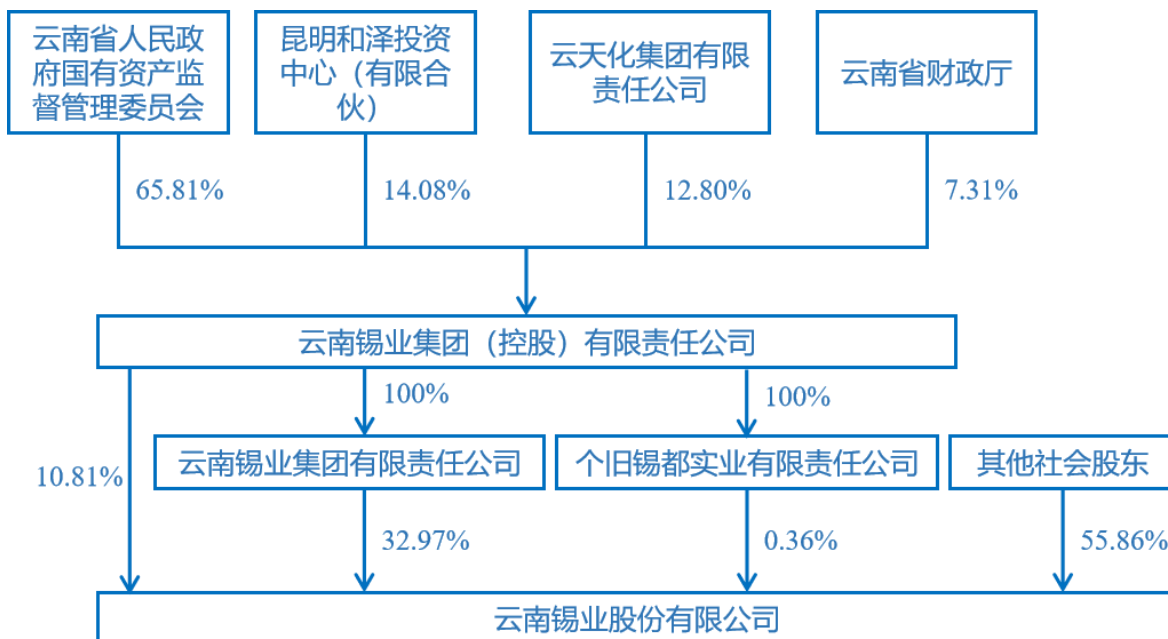 云南省人民政
府国有资产监
督管理委员会
昆明和泽投资
中心（有限合
伙）
云天化集团有限
责任公司
云南省财政厅
65.81%
14.08%
12.80%
7.31%
云南锡业集团（控股）有限责任公司
100%
100%
10.81%
云南锡业集团有限责任公司
个旧锡都实业有限责任公司
其他社会股东
32.97%
0.36%
55.86%
云南锡业股份有限公司